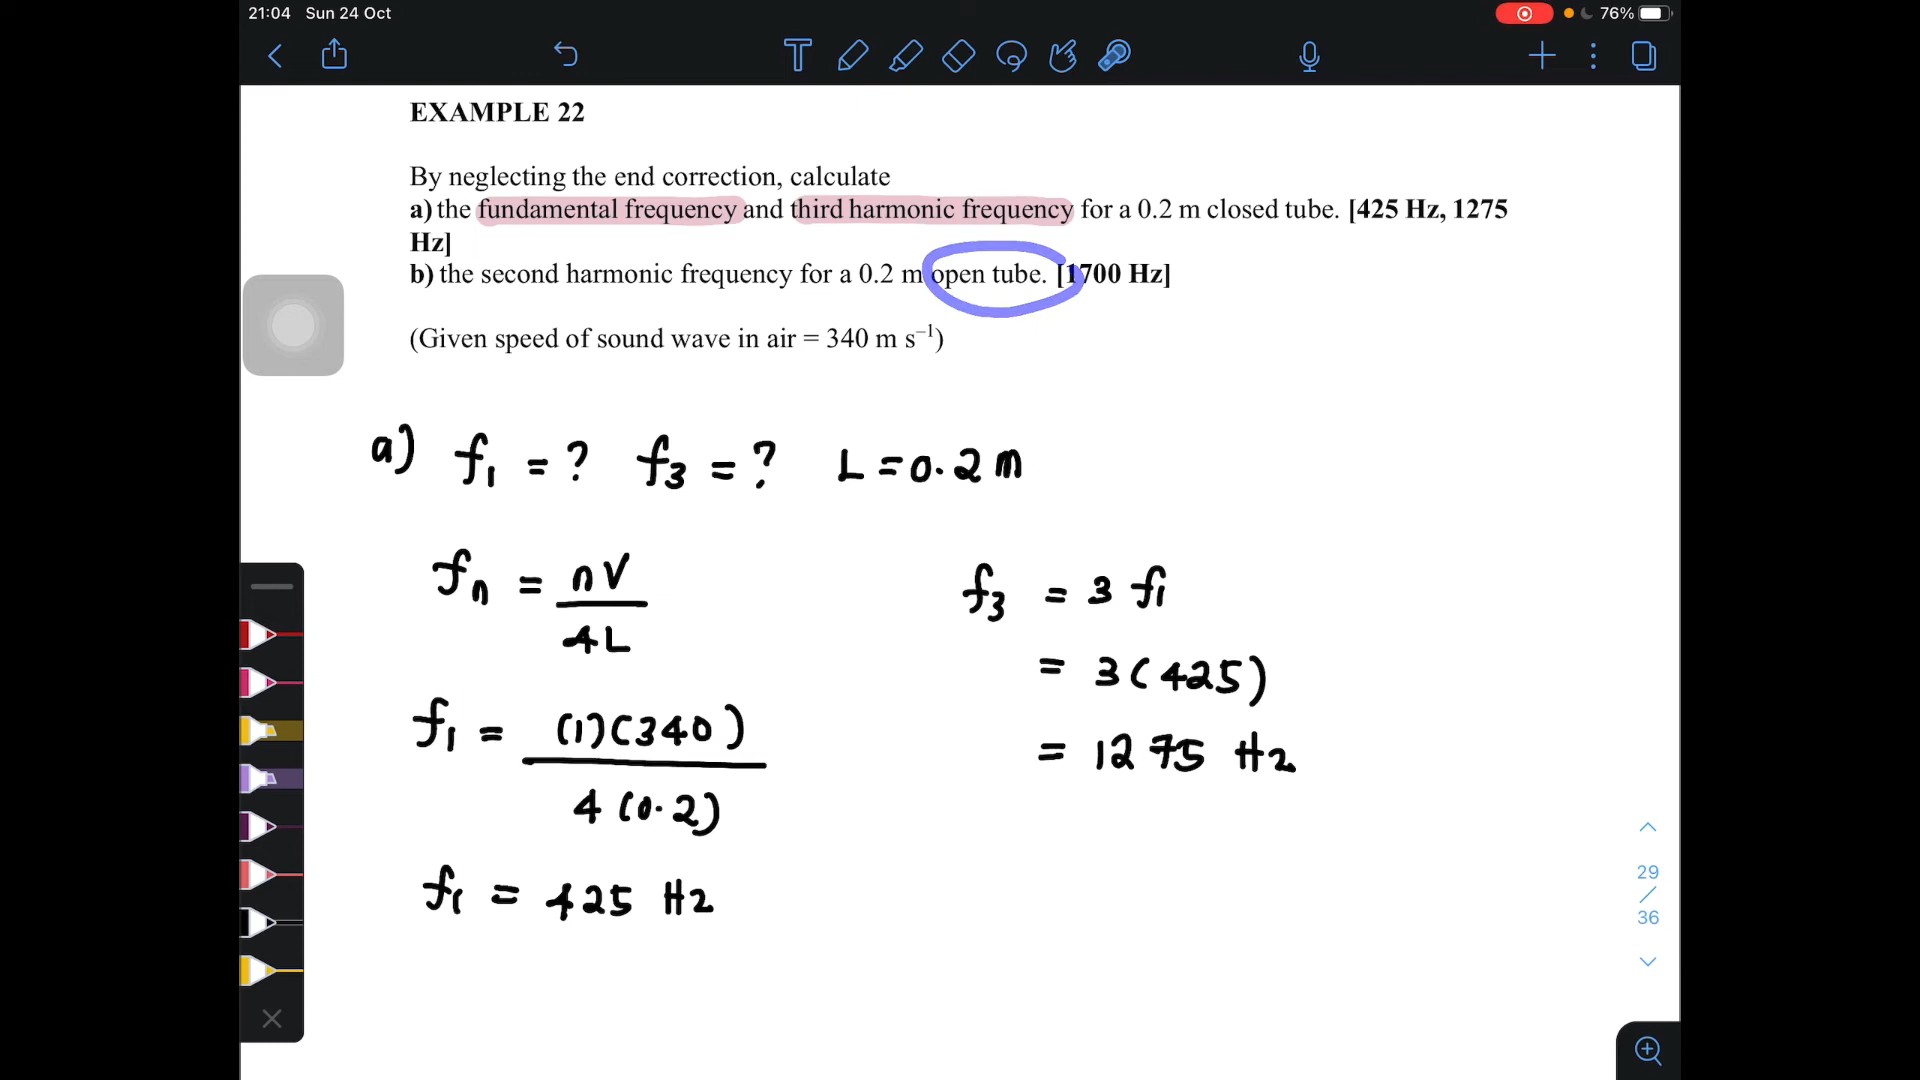 21:04 Sun 24 Oct 76%
EXAMPLE 22
By neglecting the end correction, calculate
a) the fundamental frequency and third harmonic frequency for a 0.2 m closed tube. [425 Hz, 1275
Hz]
b) the second harmonic frequency for a 0.2 m open tube. [1700 Hz]
(Given speed of sound wave in air = 340 m s⁻¹)
a) f₁ = ? f₃ = ? L = 0.2 m
fₙ = nV / 4L
f₁ = (1)(340) / 4(0.2)
f₁ = 425 Hz
f₃ = 3 f₁
= 3(425)
= 1275 Hz
29
/
36